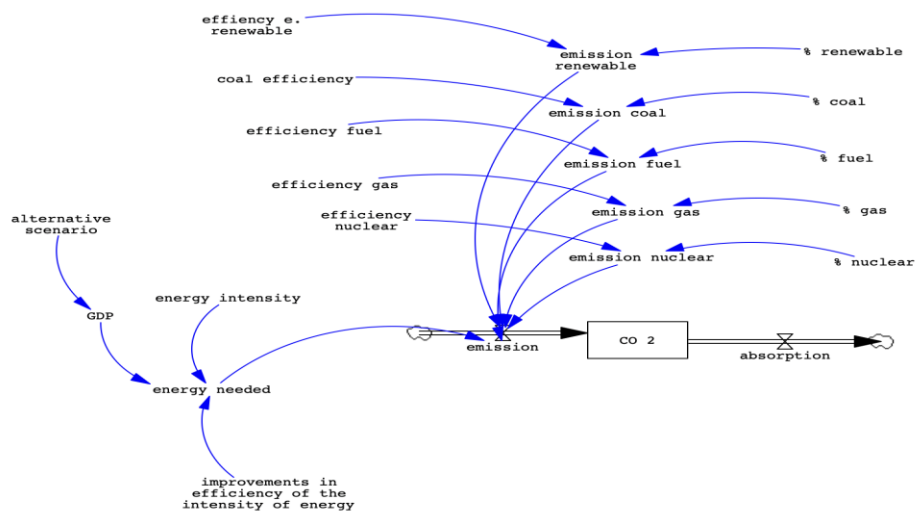 effiency e.
renewable
emission
renewable
% renewable
coal efficiency
emission coal
% coal
efficiency fuel
emission fuel
% fuel
efficiency gas
emission gas
% gas
efficiency
nuclear
emission nuclear
% nuclear
alternative
scenario
energy intensity
GDP
emission
CO 2
absorption
energy needed
improvements in
efficiency of the
intensity of energy